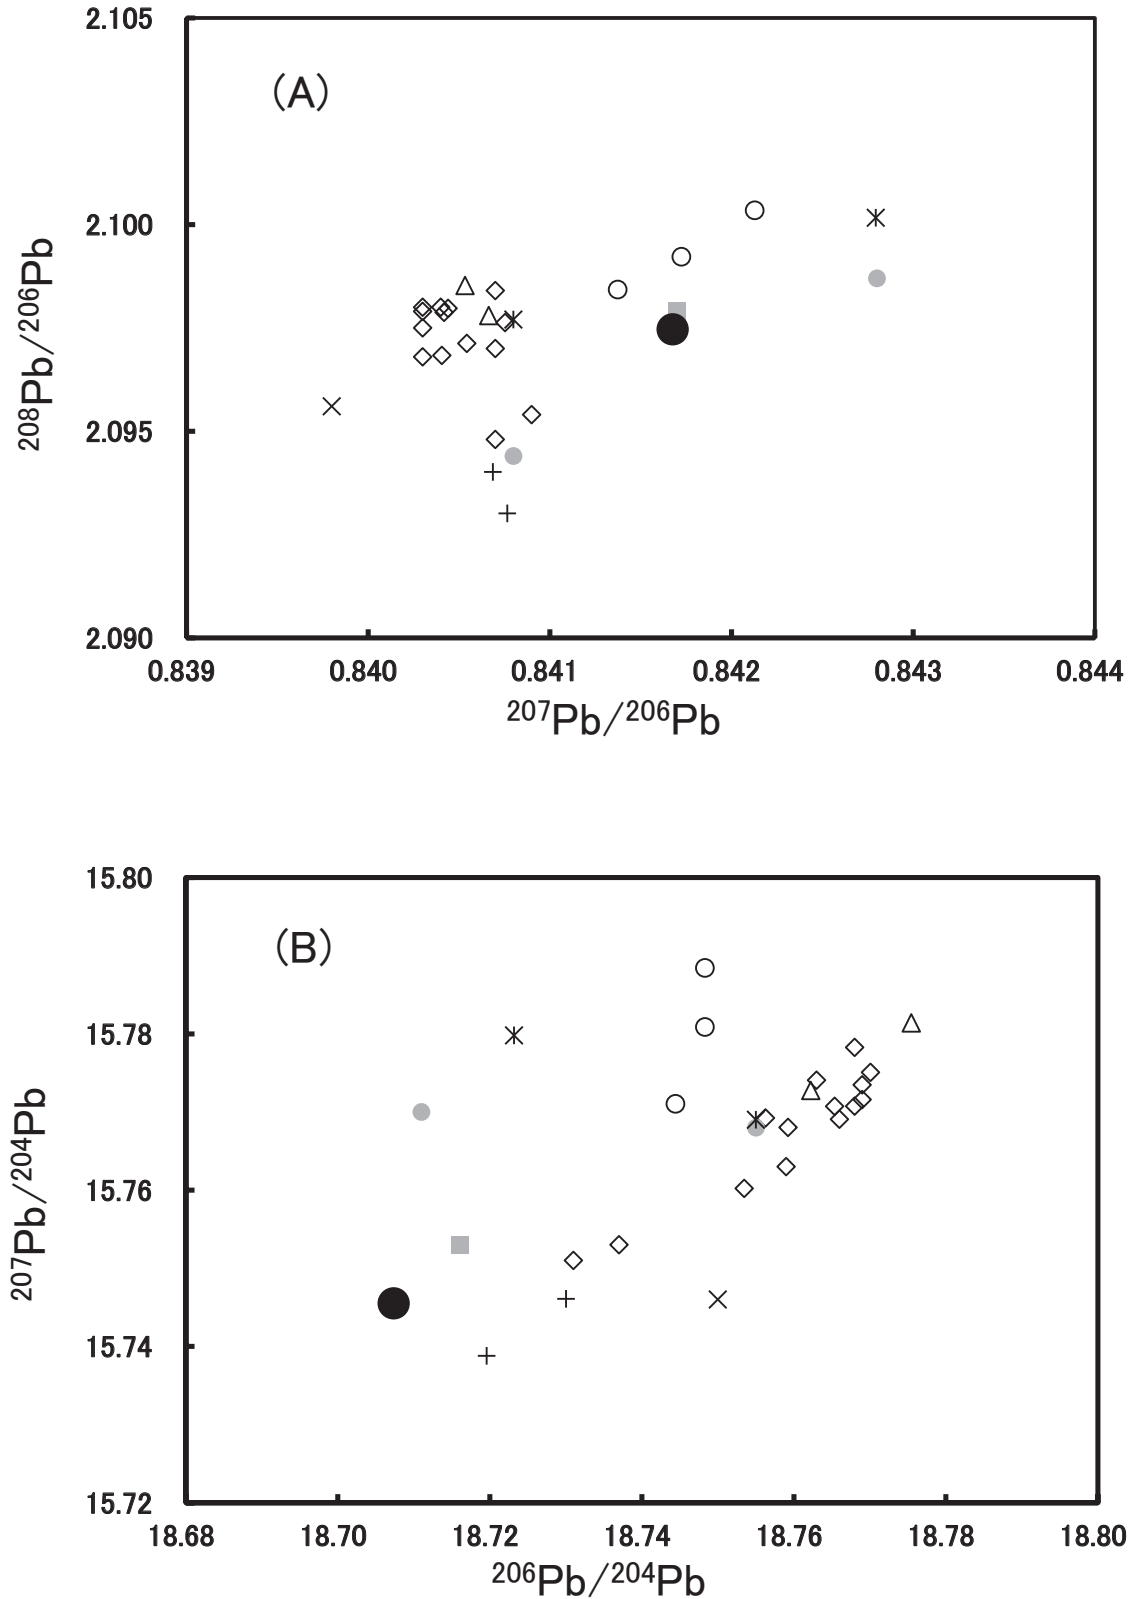 2.105
(A)
2.100
2.095
2.090
²⁰⁸Pb/²⁰⁶Pb
0.839 0.840 0.841 0.842 0.843 0.844
²⁰⁷Pb/²⁰⁶Pb
15.80
(B)
15.78
15.76
15.74
15.72
²⁰⁷Pb/²⁰⁴Pb
18.68 18.70 18.72 18.74 18.76 18.78 18.80
²⁰⁶Pb/²⁰⁴Pb